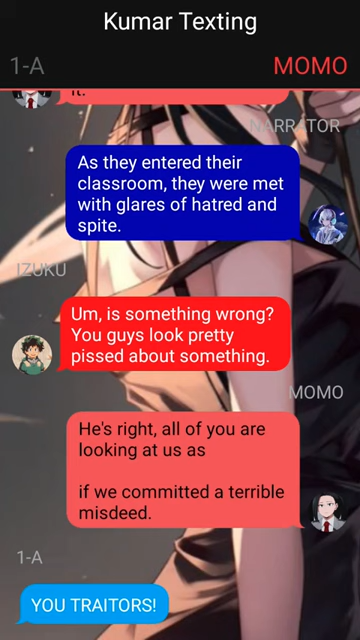 Kumar Texting
1-A
MOMO
it.
NARRATOR
As they entered their
classroom, they were met
with glares of hatred and
spite.
IZUKU
Um, is something wrong?
You guys look pretty
pissed about something.
MOMO
He's right, all of you are
looking at us as
if we committed a terrible
misdeed.
1-A
YOU TRAITORS!